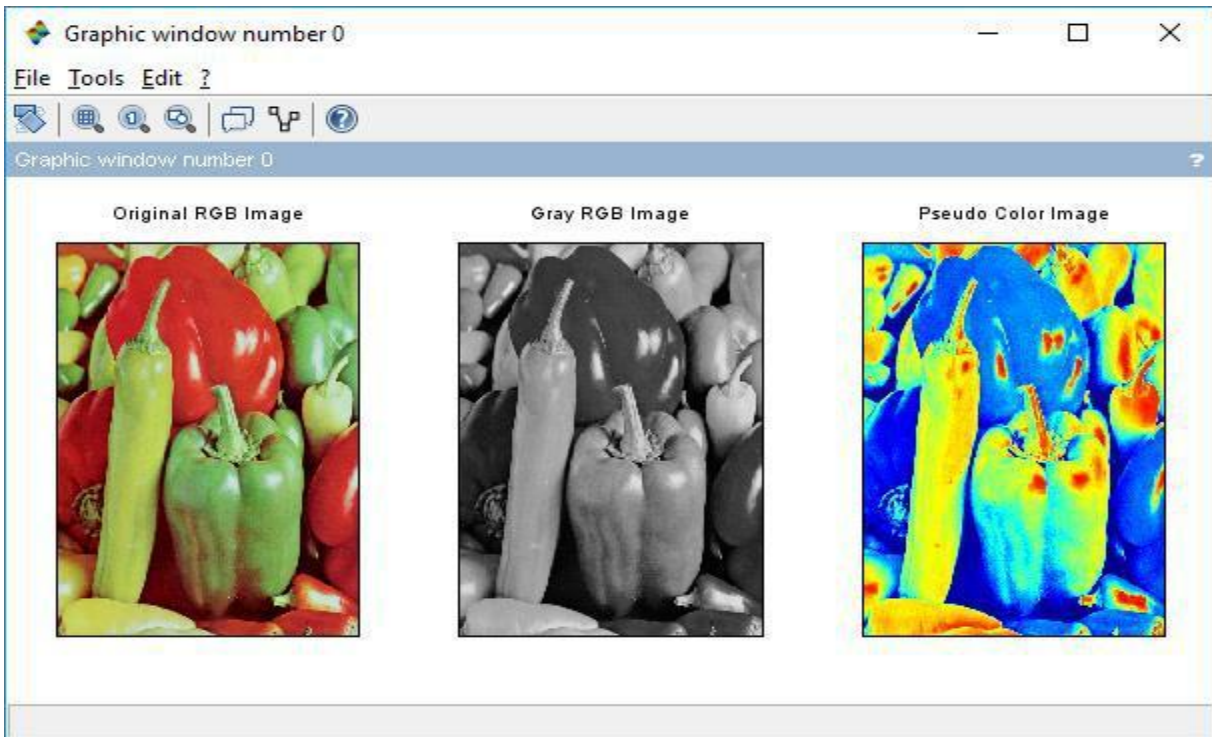 Graphic window number 0
File Tools Edit ?
Graphic window number 0 ?
Original RGB Image Gray RGB Image Pseudo Color Image